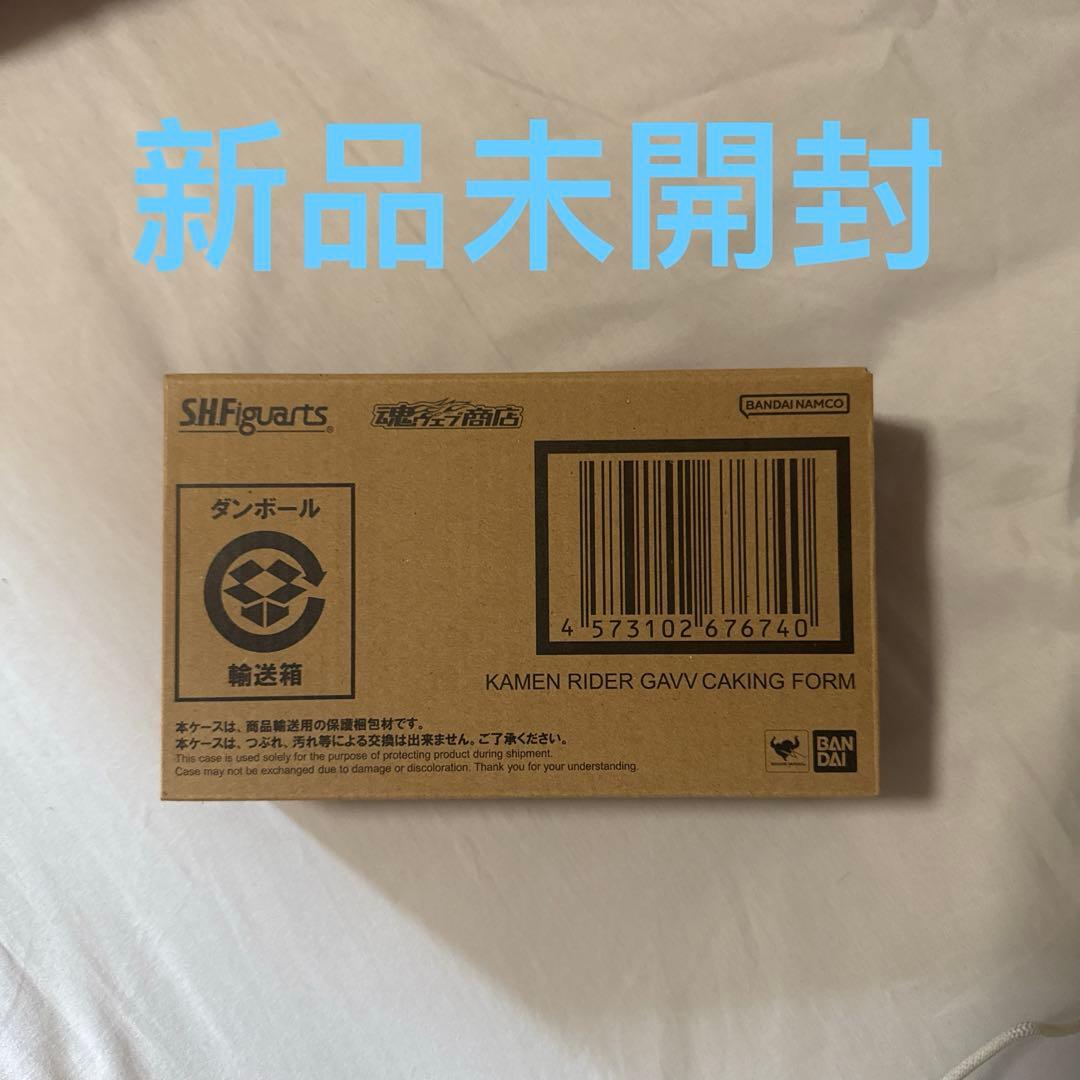 新品未開封
S.H.Figuarts
魂ウェブ商店
BANDAI NAMCO
ダンボール
輸送箱
4 573102 676740
KAMEN RIDER GAVV CAKING FORM
本ケースは、商品輸送用の保護梱包材です。
本ケースは、つぶれ、汚れ等による交換は出来ません。ご了承ください。
This case is used solely for the purpose of protecting product during shipment.
Case may not be exchanged due to damage or discoloration. Thank you for your understanding.
BAN
DAI